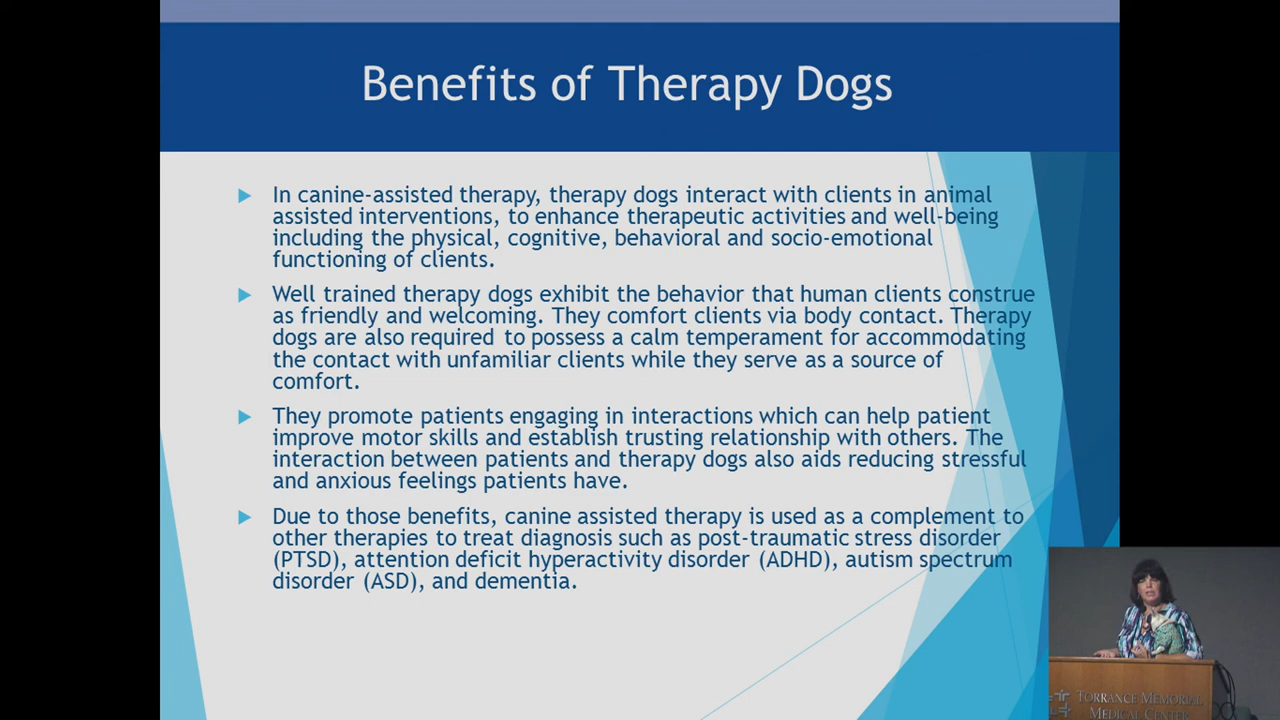 Benefits of Therapy Dogs
In canine-assisted therapy, therapy dogs interact with clients in animal
assisted interventions, to enhance therapeutic activities and well-being
including the physical, cognitive, behavioral and socio-emotional
functioning of clients.
Well trained therapy dogs exhibit the behavior that human clients construe
as friendly and welcoming. They comfort clients via body contact. Therapy
dogs are also required to possess a calm temperament for accommodating
the contact with unfamiliar clients while they serve as a source of
comfort.
They promote patients engaging in interactions which can help patient
improve motor skills and establish trusting relationship with others. The
interaction between patients and therapy dogs also aids reducing stressful
and anxious feelings patients have.
Due to those benefits, canine assisted therapy is used as a complement to
other therapies to treat diagnosis such as post-traumatic stress disorder
(PTSD), attention deficit hyperactivity disorder (ADHD), autism spectrum
disorder (ASD), and dementia.
TORRANCE MEMORIAL
MEDICAL CENTER